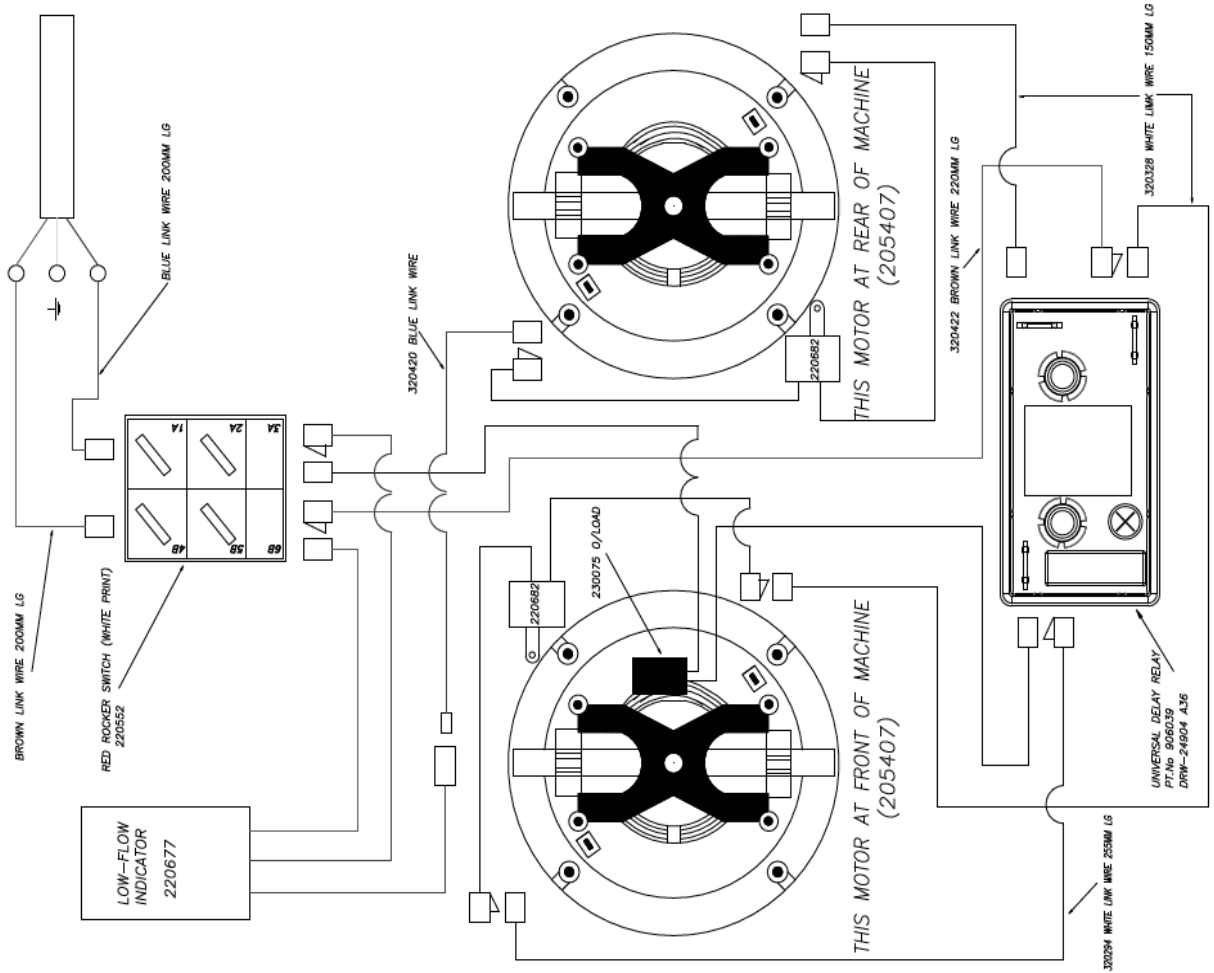 BROWN LINK WIRE 200MM LG
BLUE LINK WIRE 200MM LG
RED ROCKER SWITCH (WHITE PRINT)
220552
1A
2A
3A
4B
5B
6B
LOW-FLOW
INDICATOR
220677
320420 BLUE LINK WIRE
220682
230075 O/LOAD
THIS MOTOR AT FRONT OF MACHINE
(205407)
220682
THIS MOTOR AT REAR OF MACHINE
(205407)
320422 BROWN LINK WIRE 220MM LG
320328 WHITE LIMK WIRE 150MM LG
UNIVERSAL DELAY RELAY
PT.No 906039
DRW-24904 A36
320294 WHITE LINK WIRE 255MM LG